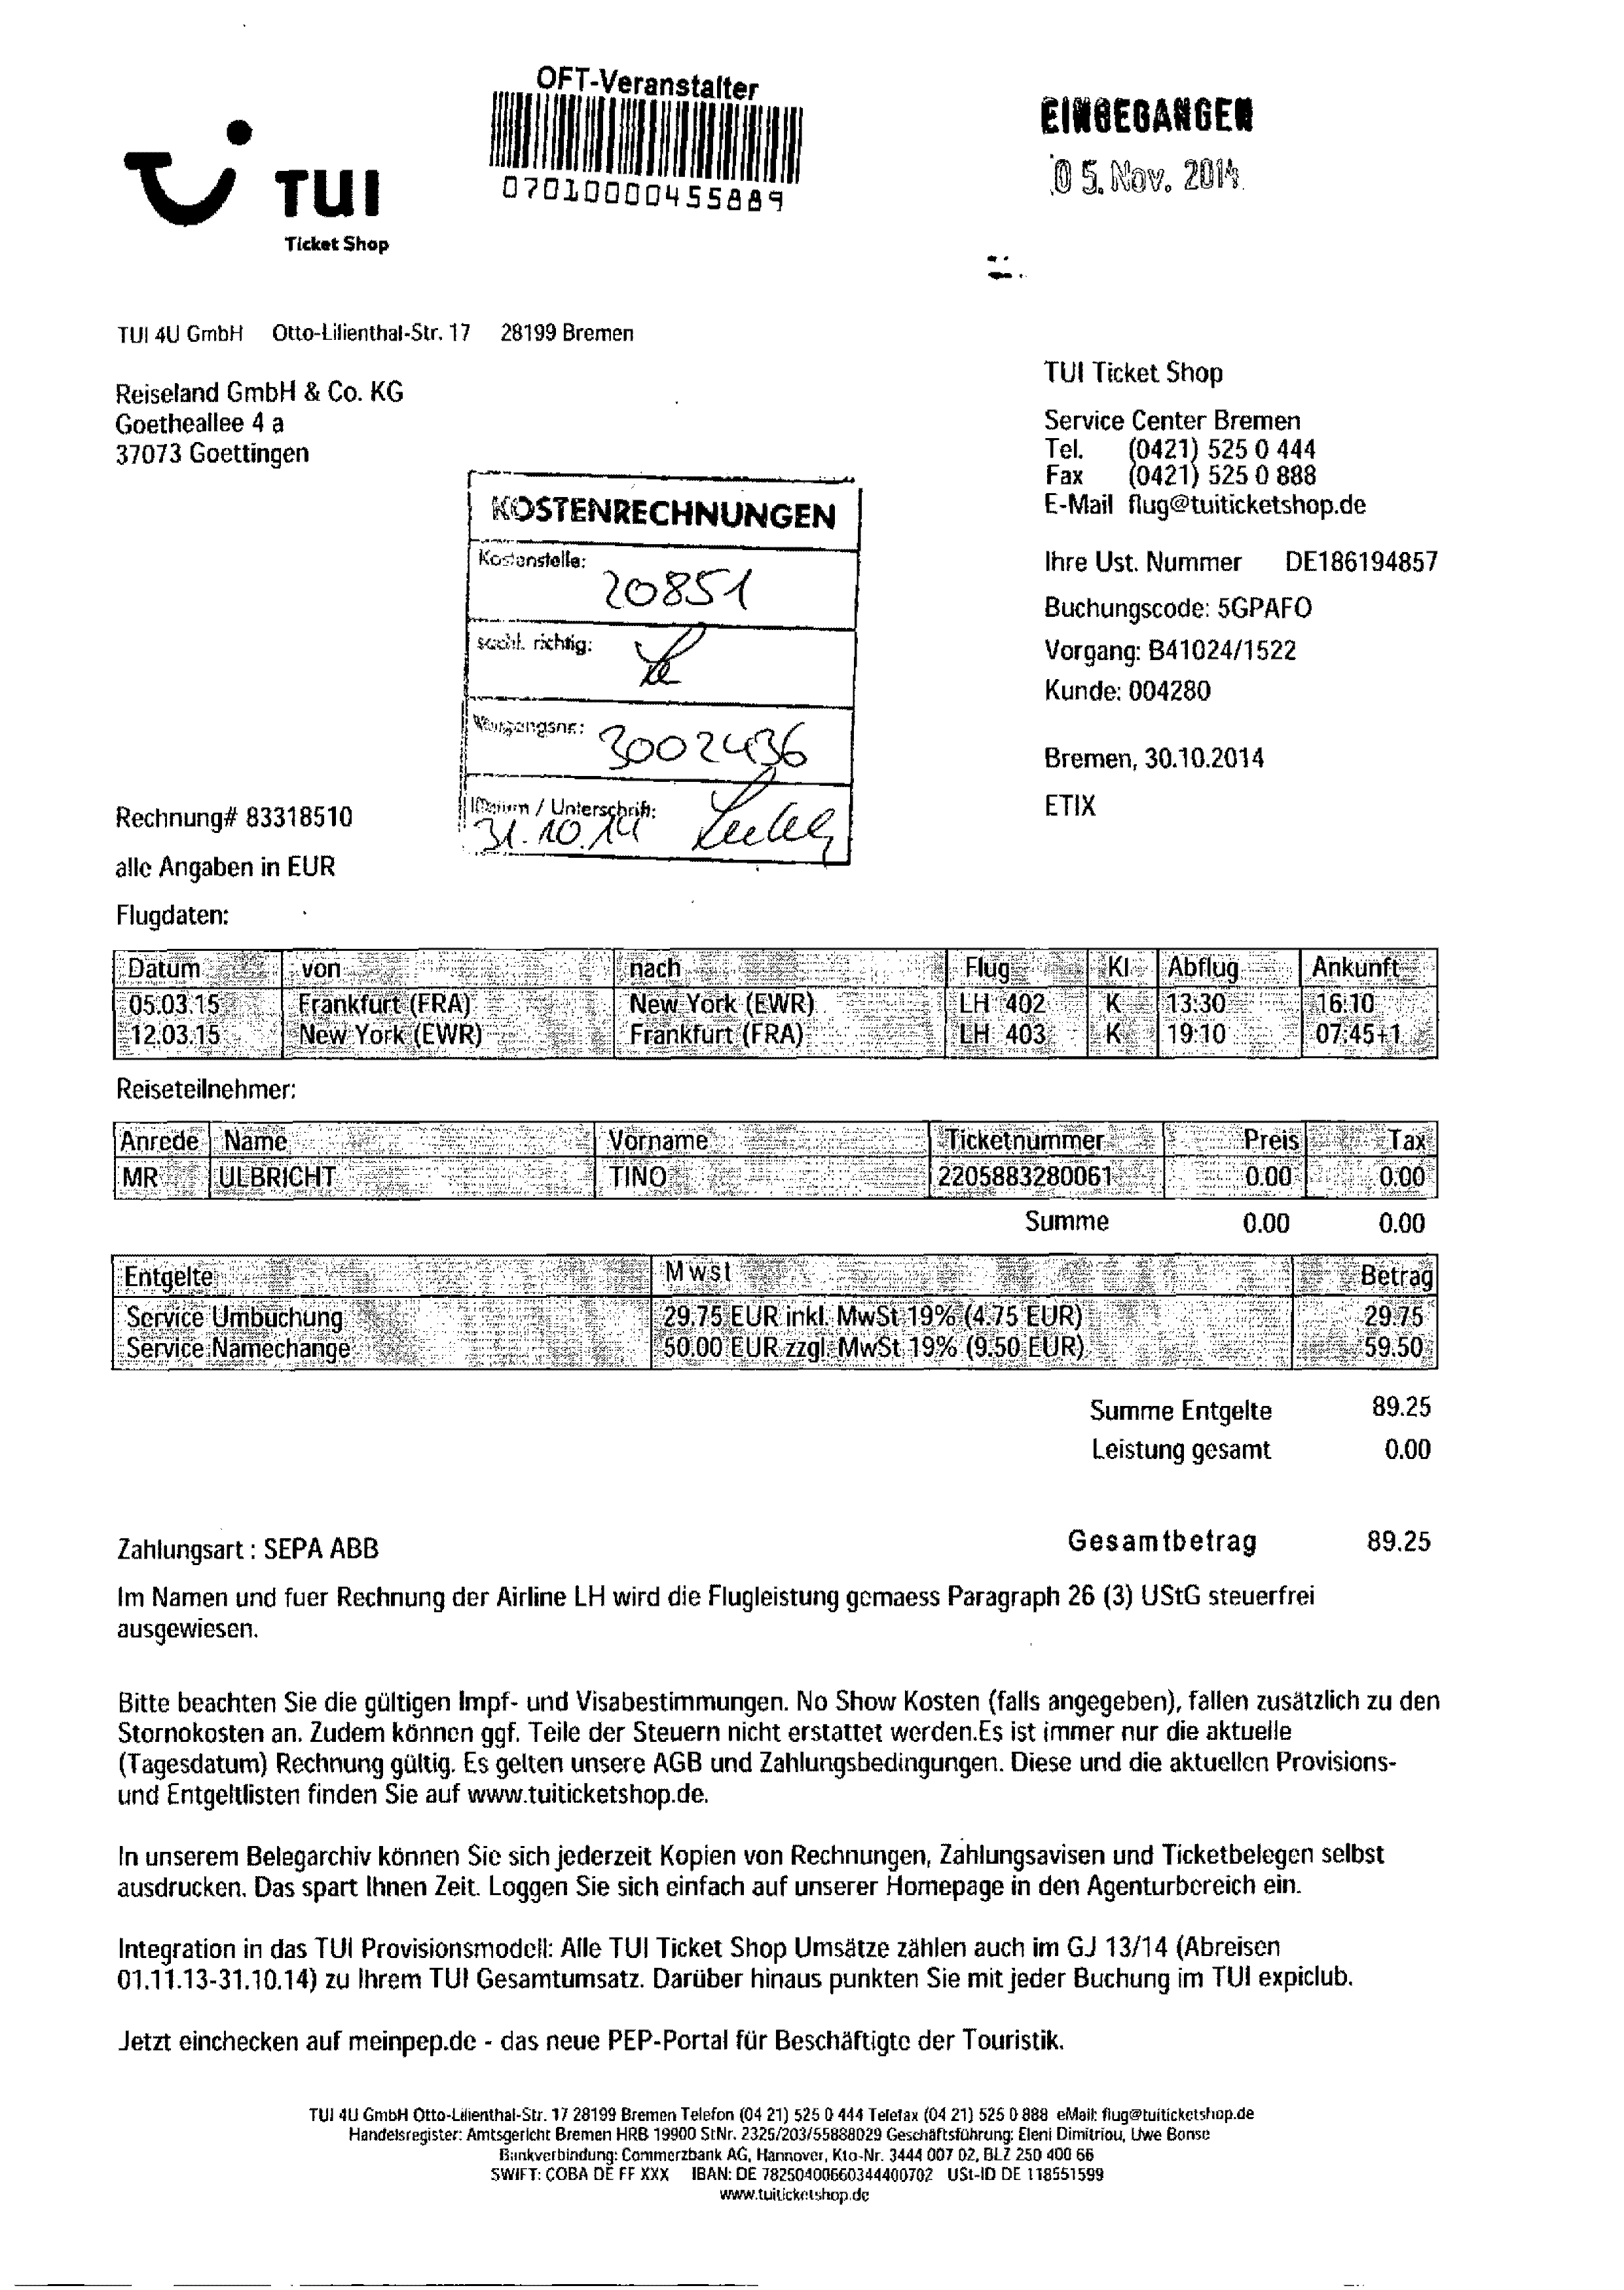 OFT-Veranstalter
07010000455889
EINGEGANGEN
05. Nov. 2014
TUI
Ticket Shop
TUI 4U GmbH Otto-Lilienthal-Str. 17 28199 Bremen
Reiseland GmbH & Co. KG
Goetheallee 4 a
37073 Goettingen
TUI Ticket Shop
Service Center Bremen
Tel. (0421) 525 0 444
Fax (0421) 525 0 888
E-Mail flug@tuiticketshop.de
Ihre Ust. Nummer DE186194857
Buchungscode: 5GPAFO
Vorgang: B41024/1522
Kunde: 004280
Bremen, 30.10.2014
ETIX
KOSTENRECHNUNGEN
Kostenstelle: 20851
sachl. richtig:
Vorgangsnr.: 3002436
Datum / Unterschrift:
31.10.14
Rechnung# 83318510
alle Angaben in EUR
Flugdaten:
Datum von nach Flug Kl Abflug Ankunft
05.03.15 Frankfurt (FRA) New York (EWR) LH 402 K 13:30 16:10
12.03.15 New York (EWR) Frankfurt (FRA) LH 403 K 19:10 07:45+1
Reiseteilnehmer:
Anrede Name Vorname Ticketnummer Preis Tax
MR ULBRICHT TINO 2205883280061 0.00 0.00
Summe 0.00 0.00
Entgelte Mwst Betrag
Service Umbuchung 29.75 EUR inkl. MwSt 19% (4.75 EUR) 29.75
Service Namechange 50.00 EUR zzgl. MwSt 19% (9.50 EUR) 59.50
Summe Entgelte 89.25
Leistung gesamt 0.00
Zahlungsart : SEPA ABB Gesamtbetrag 89.25
Im Namen und fuer Rechnung der Airline LH wird die Flugleistung gemaess Paragraph 26 (3) UStG steuerfrei
ausgewiesen.
Bitte beachten Sie die gültigen Impf- und Visabestimmungen. No Show Kosten (falls angegeben), fallen zusätzlich zu den
Stornokosten an. Zudem können ggf. Teile der Steuern nicht erstattet werden.Es ist immer nur die aktuelle
(Tagesdatum) Rechnung gültig. Es gelten unsere AGB und Zahlungsbedingungen. Diese und die aktuellen Provisions-
und Entgeltlisten finden Sie auf www.tuiticketshop.de.
In unserem Belegarchiv können Sie sich jederzeit Kopien von Rechnungen, Zahlungsavisen und Ticketbelegen selbst
ausdrucken. Das spart Ihnen Zeit. Loggen Sie sich einfach auf unserer Homepage in den Agenturbereich ein.
Integration in das TUI Provisionsmodell: Alle TUI Ticket Shop Umsätze zählen auch im GJ 13/14 (Abreisen
01.11.13-31.10.14) zu Ihrem TUI Gesamtumsatz. Darüber hinaus punkten Sie mit jeder Buchung im TUI expiclub.
Jetzt einchecken auf meinpep.de - das neue PEP-Portal für Beschäftigte der Touristik.
TUI 4U GmbH Otto-Lilienthal-Str. 17 28199 Bremen Telefon (04 21) 525 0 444 Telefax (04 21) 525 0 888 eMail: flug@tuiticketshop.de
Handelsregister: Amtsgericht Bremen HRB 19900 StNr. 2325/203/55888029 Geschäftsführung: Eleni Dimitriou, Uwe Bonse
Bankverbindung: Commerzbank AG, Hannover, Kto-Nr. 3444 007 02, BLZ 250 400 66
SWIFT: COBA DE FF XXX IBAN: DE 78250400660344400702 USt-ID DE 118551599
www.tuiticketshop.de